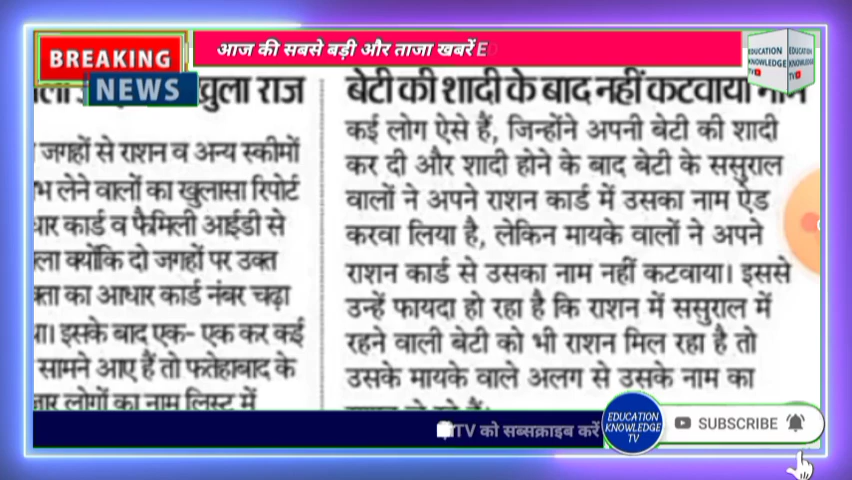 BREAKING
NEWS
आज की सबसे बड़ी और ताजा खबरें E
EDUCATION
KNOWLEDGE
TV
EDUCATION
KNOWLEDGE
TV
खुला राज
जगहों से राशन व अन्य स्कीमों
भ लेने वालों का खुलासा रिपोर्ट
धार कार्ड व फैमिली आईडी से
ला क्योंकि दो जगहों पर उक्त
क्ता का आधार कार्ड नंबर चढ़ा
या। इसके बाद एक- एक कर कई
सामने आए हैं तो फतेहाबाद के
जार लोगों का नाम लिस्ट में
बेटी की शादी के बाद नहीं कटवाया नाम
कई लोग ऐसे हैं, जिन्होंने अपनी बेटी की शादी
कर दी और शादी होने के बाद बेटी के ससुराल
वालों ने अपने राशन कार्ड में उसका नाम ऐड
करवा लिया है, लेकिन मायके वालों ने अपने
राशन कार्ड से उसका नाम नहीं कटवाया। इससे
उन्हें फायदा हो रहा है कि राशन में ससुराल में
रहने वाली बेटी को भी राशन मिल रहा है तो
उसके मायके वाले अलग से उसके नाम का
TV को सब्सक्राइब करें
EDUCATION
KNOWLEDGE
TV
SUBSCRIBE